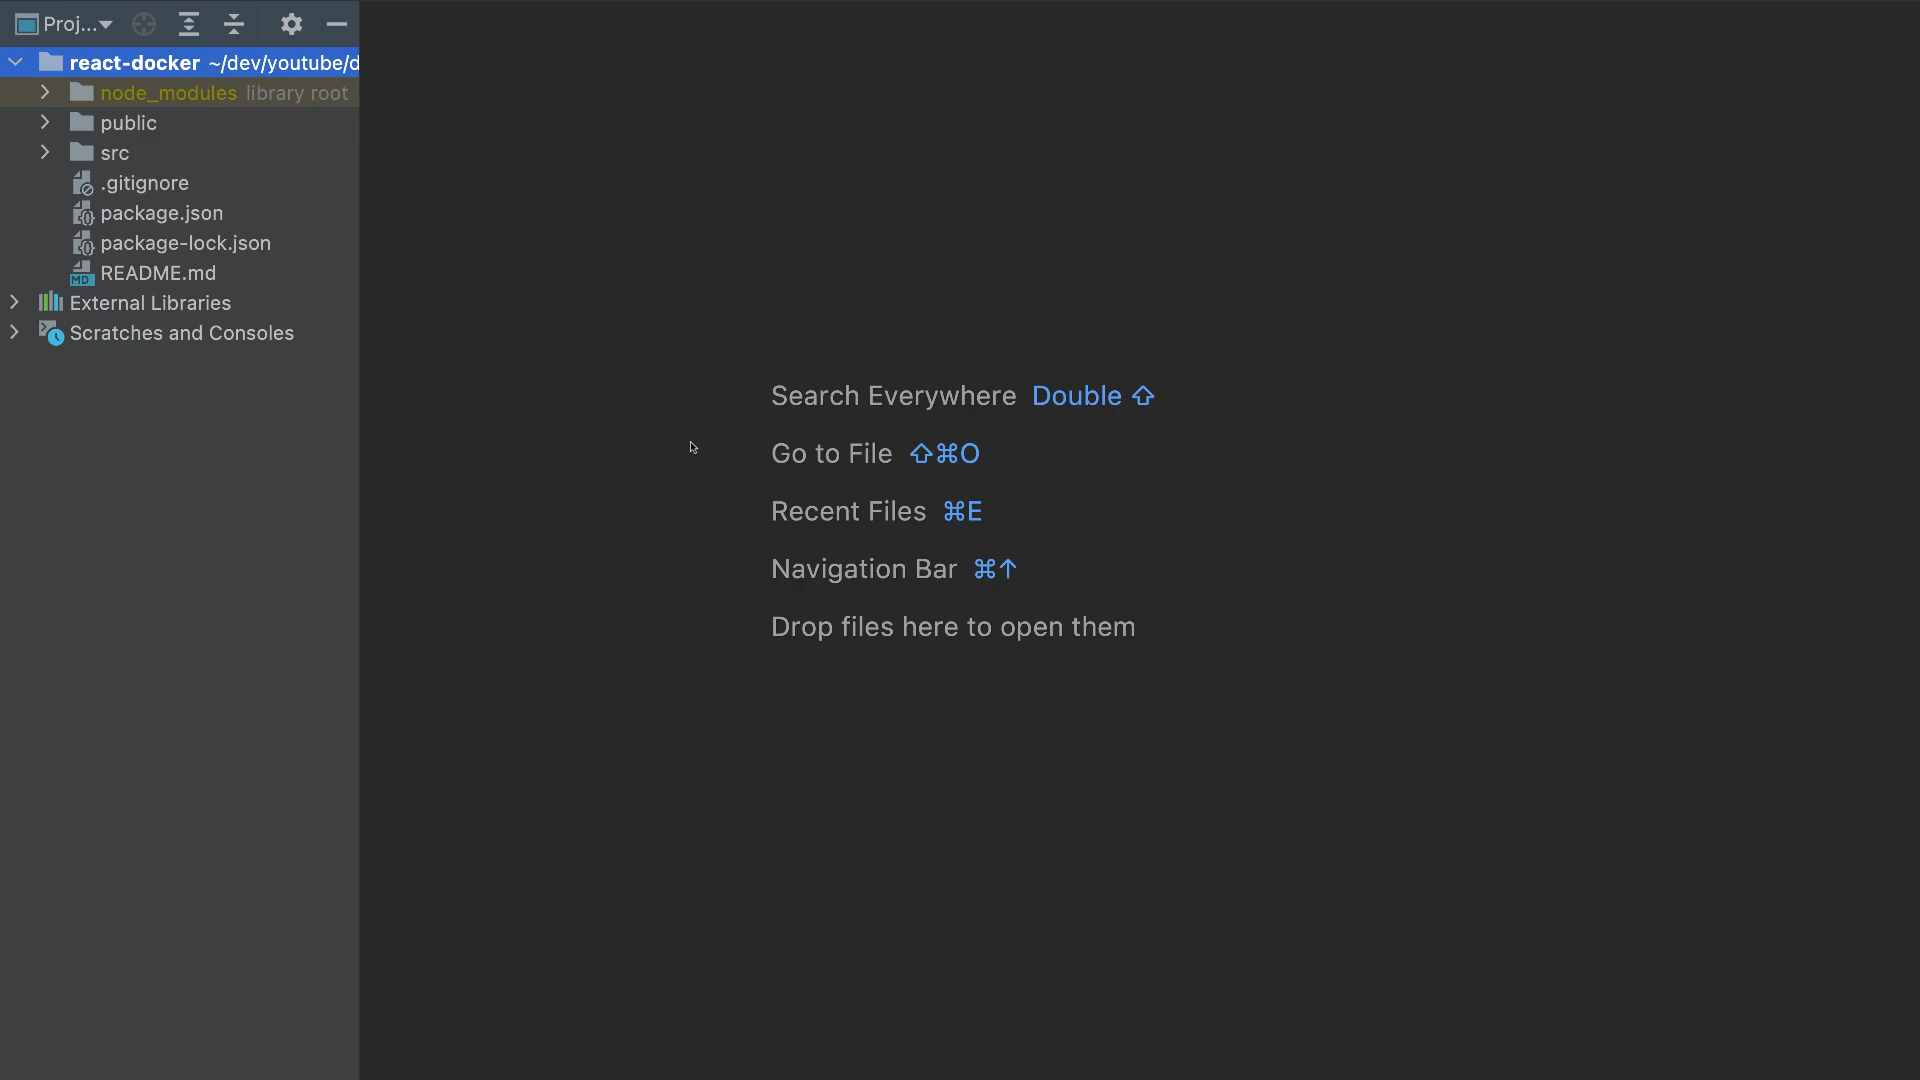 Proj...
react-docker ~/dev/youtube/d
node_modules library root
public
src
.gitignore
package.json
package-lock.json
MD README.md
External Libraries
Scratches and Consoles
Search Everywhere Double ⇧
Go to File ⇧⌘O
Recent Files ⌘E
Navigation Bar ⌘↑
Drop files here to open them